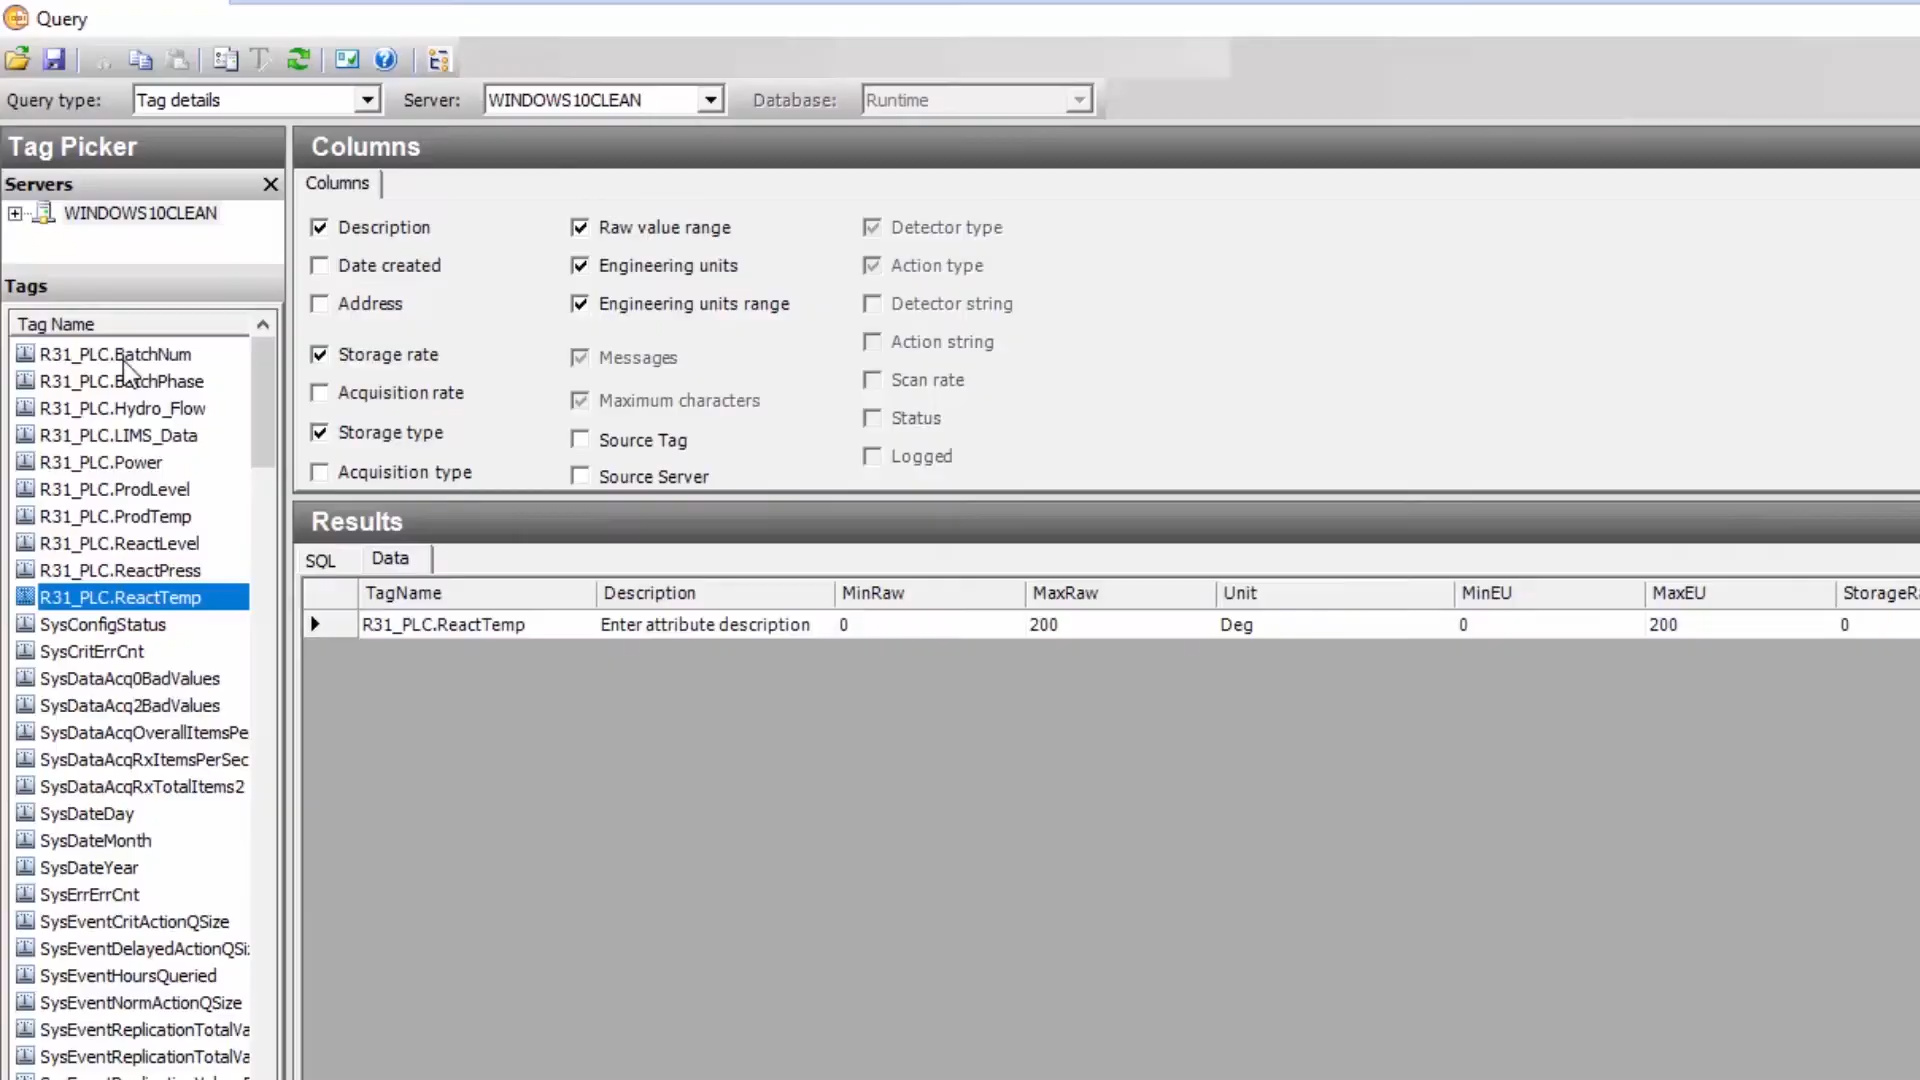 Query
Query type: Tag details Server: WINDOWS10CLEAN Database: Runtime
Tag Picker
Servers
WINDOWS10CLEAN
Tags
Tag Name
R31_PLC.BatchNum
R31_PLC.BatchPhase
R31_PLC.Hydro_Flow
R31_PLC.LIMS_Data
R31_PLC.Power
R31_PLC.ProdLevel
R31_PLC.ProdTemp
R31_PLC.ReactLevel
R31_PLC.ReactPress
R31_PLC.ReactTemp
SysConfigStatus
SysCritErrCnt
SysDataAcq0BadValues
SysDataAcq2BadValues
SysDataAcqOverallItemsPe
SysDataAcqRxItemsPerSec
SysDataAcqRxTotalItems2
SysDateDay
SysDateMonth
SysDateYear
SysErrErrCnt
SysEventCritActionQSize
SysEventDelayedActionQSi
SysEventHoursQueried
SysEventNormActionQSize
SysEventReplicationTotalVa
SysEventReplicationTotalVa
Columns
Columns
Description Raw value range Detector type
Date created Engineering units Action type
Address Engineering units range Detector string
Action string
Storage rate Messages
Scan rate
Acquisition rate Maximum characters
Status
Storage type Source Tag
Logged
Acquisition type Source Server
Results
SQL Data
TagName Description MinRaw MaxRaw Unit MinEU MaxEU StorageRa
R31_PLC.ReactTemp Enter attribute description 0 200 Deg 0 200 0